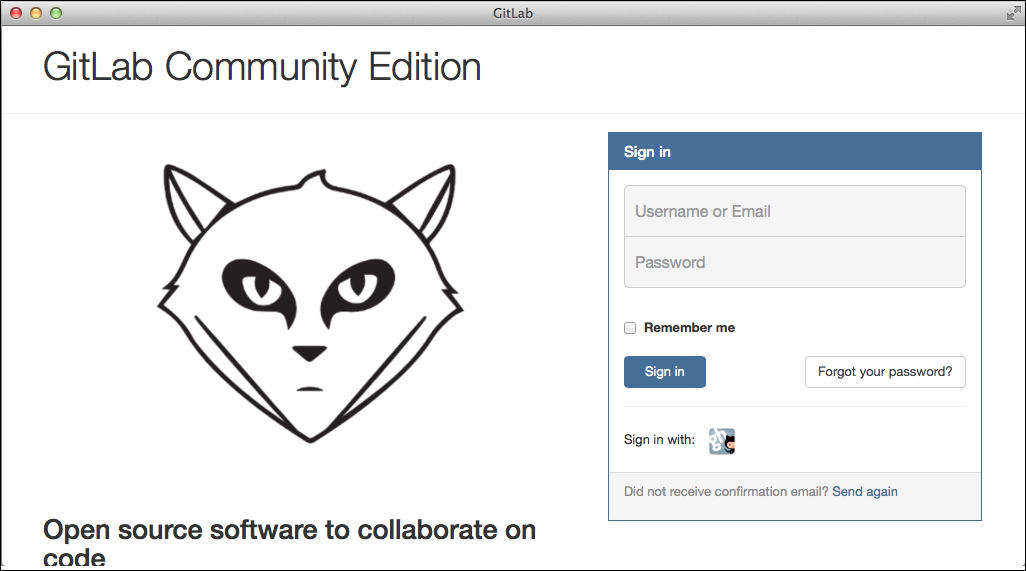 GitLab
GitLab Community Edition
Sign in
Username or Email
Password
Remember me
Sign in
Forgot your password?
Sign in with:
Did not receive confirmation email? Send again
Open source software to collaborate on
code